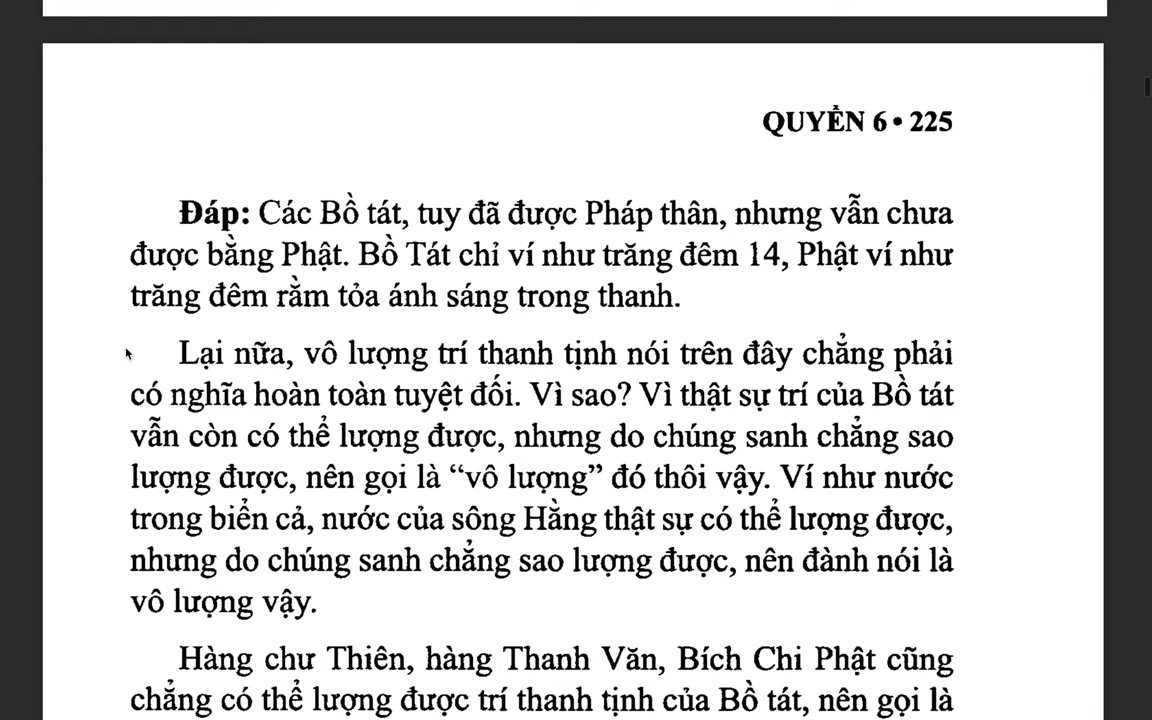 QUYỂN 6 • 225
Đáp: Các Bồ tát, tuy đã được Pháp thân, nhưng vẫn chưa
được bằng Phật. Bồ Tát chỉ ví như trăng đêm 14, Phật ví như
trăng đêm rằm tỏa ánh sáng trong thanh.
Lại nữa, vô lượng trí thanh tịnh nói trên đây chẳng phải
có nghĩa hoàn toàn tuyệt đối. Vì sao? Vì thật sự trí của Bồ tát
vẫn còn có thể lượng được, nhưng do chúng sanh chẳng sao
lượng được, nên gọi là “vô lượng” đó thôi vậy. Ví như nước
trong biển cả, nước của sông Hằng thật sự có thể lượng được,
nhưng do chúng sanh chẳng sao lượng được, nên đành nói là
vô lượng vậy.
Hàng chư Thiên, hàng Thanh Văn, Bích Chi Phật cũng
chẳng có thể lượng được trí thanh tịnh của Bồ tát, nên gọi là